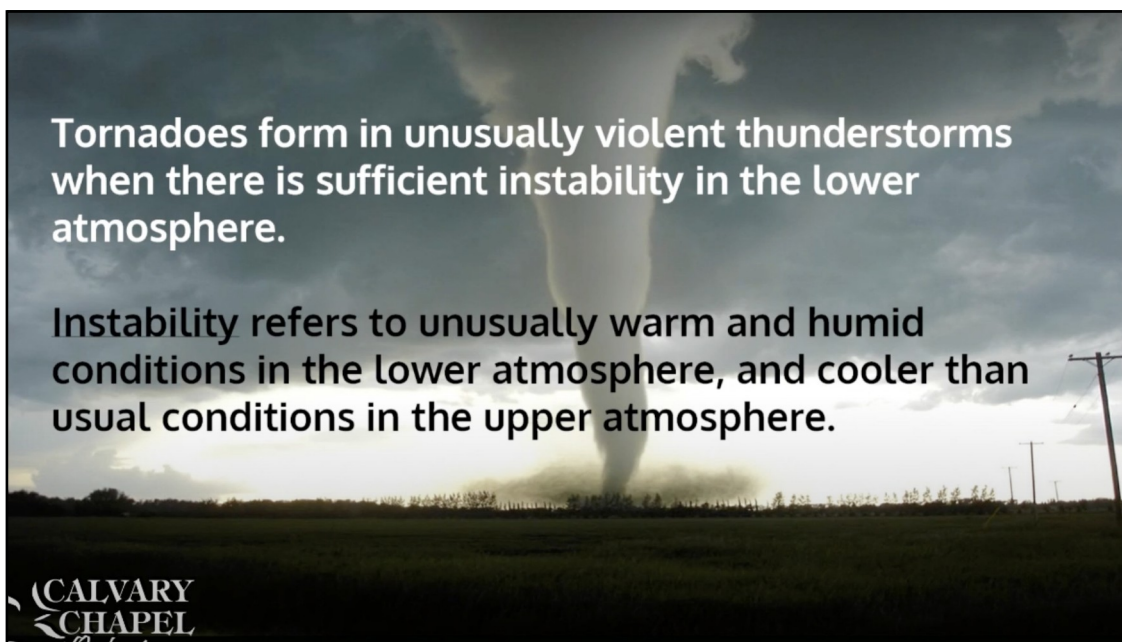 Tornadoes form in unusually violent thunderstorms
when there is sufficient instability in the lower
atmosphere.
Instability refers to unusually warm and humid
conditions in the lower atmosphere, and cooler than
usual conditions in the upper atmosphere.
CALVARY
CHAPEL